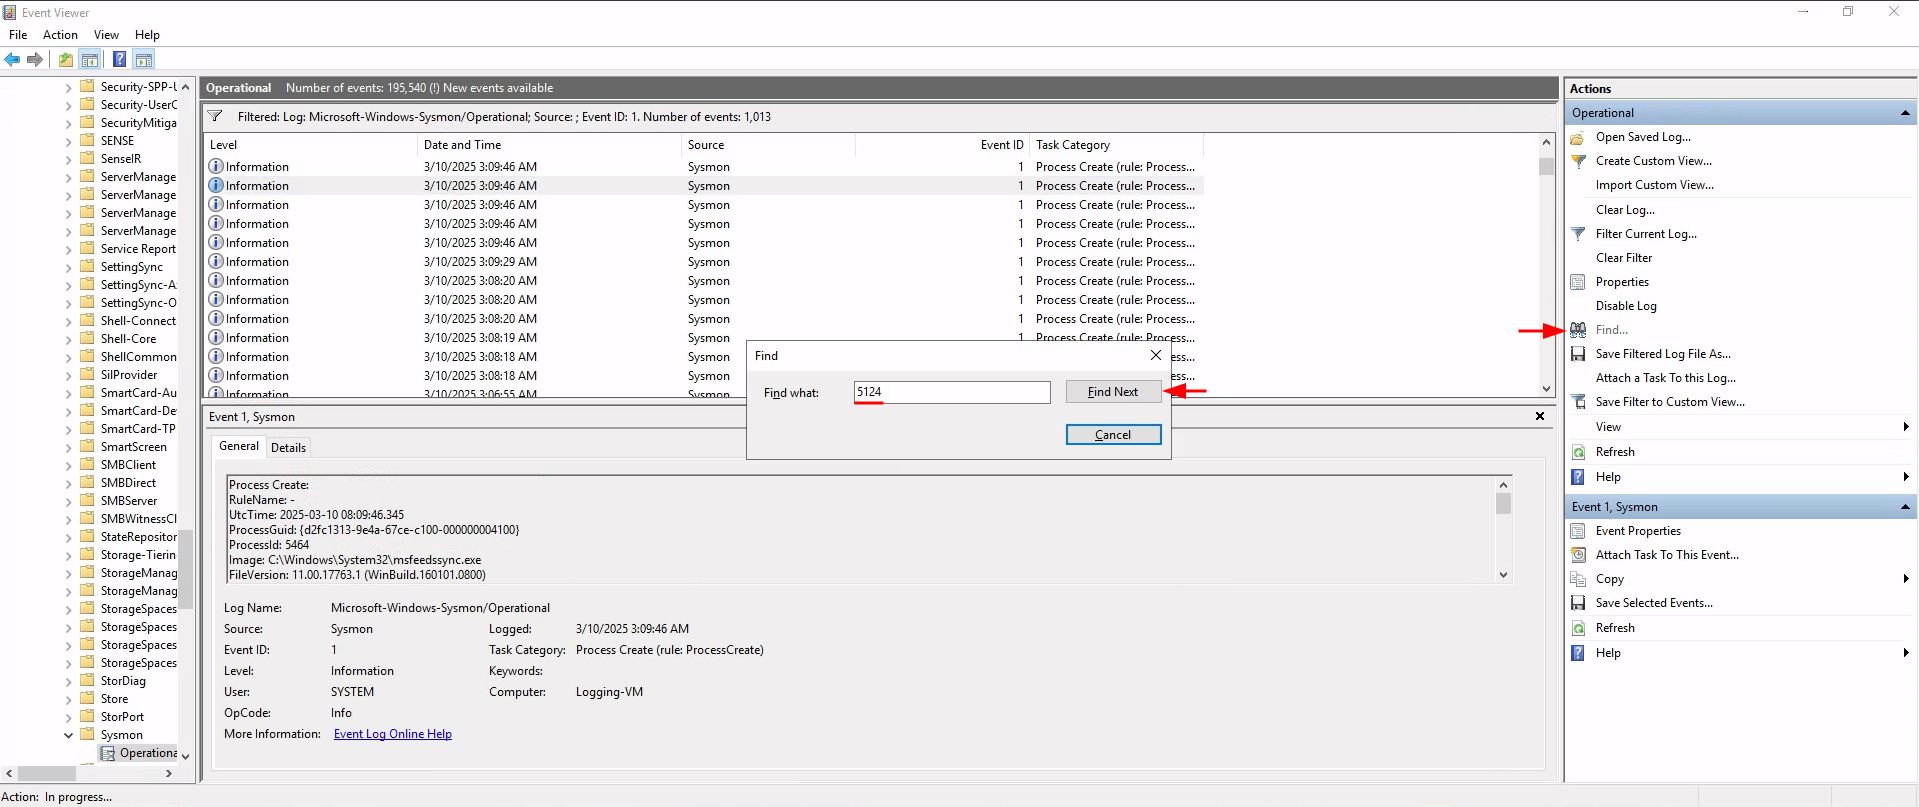 Event Viewer
File Action View Help
Security-SPP-U
Security-UserC
SecurityMitiga
SENSE
SenseIR
ServerManage
ServerManage
ServerManage
ServerManage
Service Report
SettingSync
SettingSync-A
SettingSync-O
Shell-Connect
Shell-Core
ShellCommon
SilProvider
SmartCard-Au
SmartCard-De
SmartCard-TP
SmartScreen
SMBClient
SMBDirect
SMBServer
SMBWitnessCl
StateRepositor
Storage-Tierin
StorageManag
StorageManag
StorageSpaces
StorageSpaces
StorageSpaces
StorageSpaces
StorDiag
Store
StorPort
Sysmon
Operationa
Operational Number of events: 195,540 (!) New events available
Filtered: Log: Microsoft-Windows-Sysmon/Operational; Source: ; Event ID: 1. Number of events: 1,013
Level Date and Time Source Event ID Task Category
Information 3/10/2025 3:09:46 AM Sysmon 1 Process Create (rule: Process...
Information 3/10/2025 3:09:46 AM Sysmon 1 Process Create (rule: Process...
Information 3/10/2025 3:09:46 AM Sysmon 1 Process Create (rule: Process...
Information 3/10/2025 3:09:46 AM Sysmon 1 Process Create (rule: Process...
Information 3/10/2025 3:09:46 AM Sysmon 1 Process Create (rule: Process...
Information 3/10/2025 3:09:29 AM Sysmon 1 Process Create (rule: Process...
Information 3/10/2025 3:08:20 AM Sysmon 1 Process Create (rule: Process...
Information 3/10/2025 3:08:20 AM Sysmon 1 Process Create (rule: Process...
Information 3/10/2025 3:08:20 AM Sysmon 1 Process Create (rule: Process...
Information 3/10/2025 3:08:19 AM Sysmon 1 Process Create (rule: Process...
Information 3/10/2025 3:08:18 AM Sysmon ess...
Information 3/10/2025 3:08:18 AM Sysmon ess...
Information 3/10/2025 3:06:55 AM Sysmon ess...
Find
Find what: 5124 Find Next
Cancel
Event 1, Sysmon
General Details
Process Create:
RuleName: -
UtcTime: 2025-03-10 08:09:46.345
ProcessGuid: {d2fc1313-9e4a-67ce-c100-000000004100}
ProcessId: 5464
Image: C:\Windows\System32\msfeedssync.exe
FileVersion: 11.00.17763.1 (WinBuild.160101.0800)
Log Name: Microsoft-Windows-Sysmon/Operational
Source: Sysmon Logged: 3/10/2025 3:09:46 AM
Event ID: 1 Task Category: Process Create (rule: ProcessCreate)
Level: Information Keywords:
User: SYSTEM Computer: Logging-VM
OpCode: Info
More Information: Event Log Online Help
Actions
Operational
Open Saved Log...
Create Custom View...
Import Custom View...
Clear Log...
Filter Current Log...
Clear Filter
Properties
Disable Log
Find...
Save Filtered Log File As...
Attach a Task To this Log...
Save Filter to Custom View...
View
Refresh
Help
Event 1, Sysmon
Event Properties
Attach Task To This Event...
Copy
Save Selected Events...
Refresh
Help
Action: In progress...